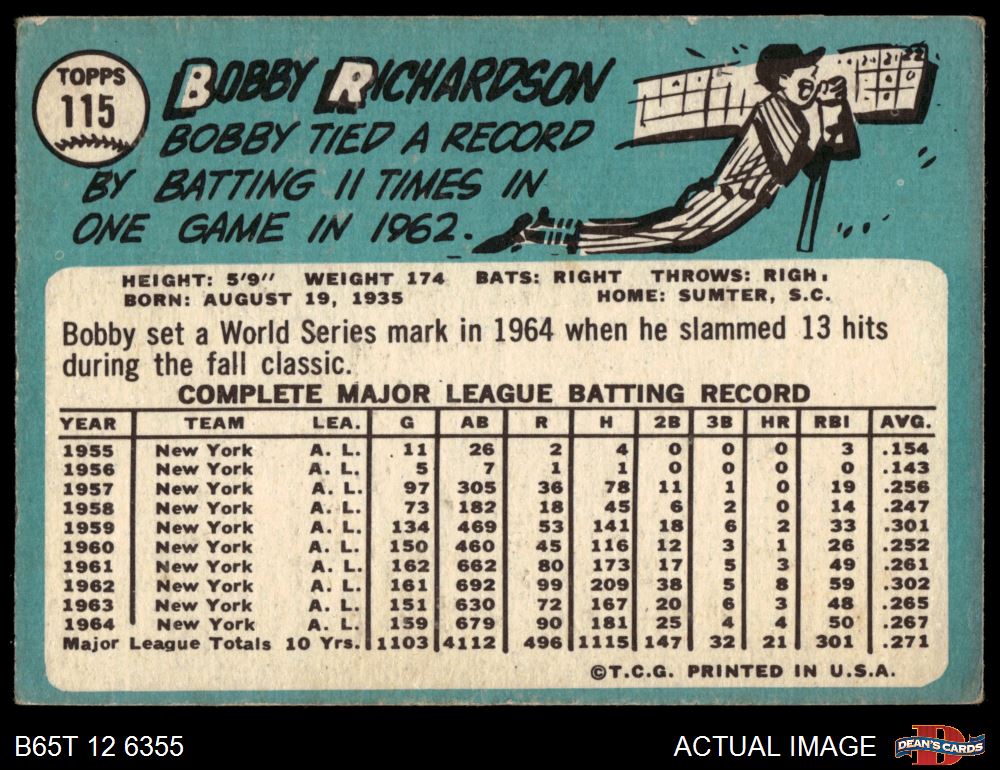 TOPPS
115
BOBBY RICHARDSON
BOBBY TIED A RECORD
BY BATTING 11 TIMES IN
ONE GAME IN 1962.
HEIGHT: 5'9" WEIGHT 174 BATS: RIGHT THROWS: RIGH.
BORN: AUGUST 19, 1935 HOME: SUMTER, S.C.
Bobby set a World Series mark in 1964 when he slammed 13 hits
during the fall classic.
COMPLETE MAJOR LEAGUE BATTING RECORD
YEAR TEAM LEA. G AB R H 2B 3B HR RBI AVG.
1955 New York A. L. 11 26 2 4 0 0 0 3 .154
1956 New York A. L. 5 7 1 1 0 0 0 0 .143
1957 New York A. L. 97 305 36 78 11 1 0 19 .256
1958 New York A. L. 73 182 18 45 6 2 0 14 .247
1959 New York A. L. 134 469 53 141 18 6 2 33 .301
1960 New York A. L. 150 460 45 116 12 3 1 26 .252
1961 New York A. L. 162 662 80 173 17 5 3 49 .261
1962 New York A. L. 161 692 99 209 38 5 8 59 .302
1963 New York A. L. 151 630 72 167 20 6 3 48 .265
1964 New York A. L. 159 679 90 181 25 4 4 50 .267
Major League Totals 10 Yrs. 1103 4112 496 1115 147 32 21 301 .271
©T.C.G. PRINTED IN U.S.A.
B65T 12 6355 ACTUAL IMAGE DEAN'S CARDS